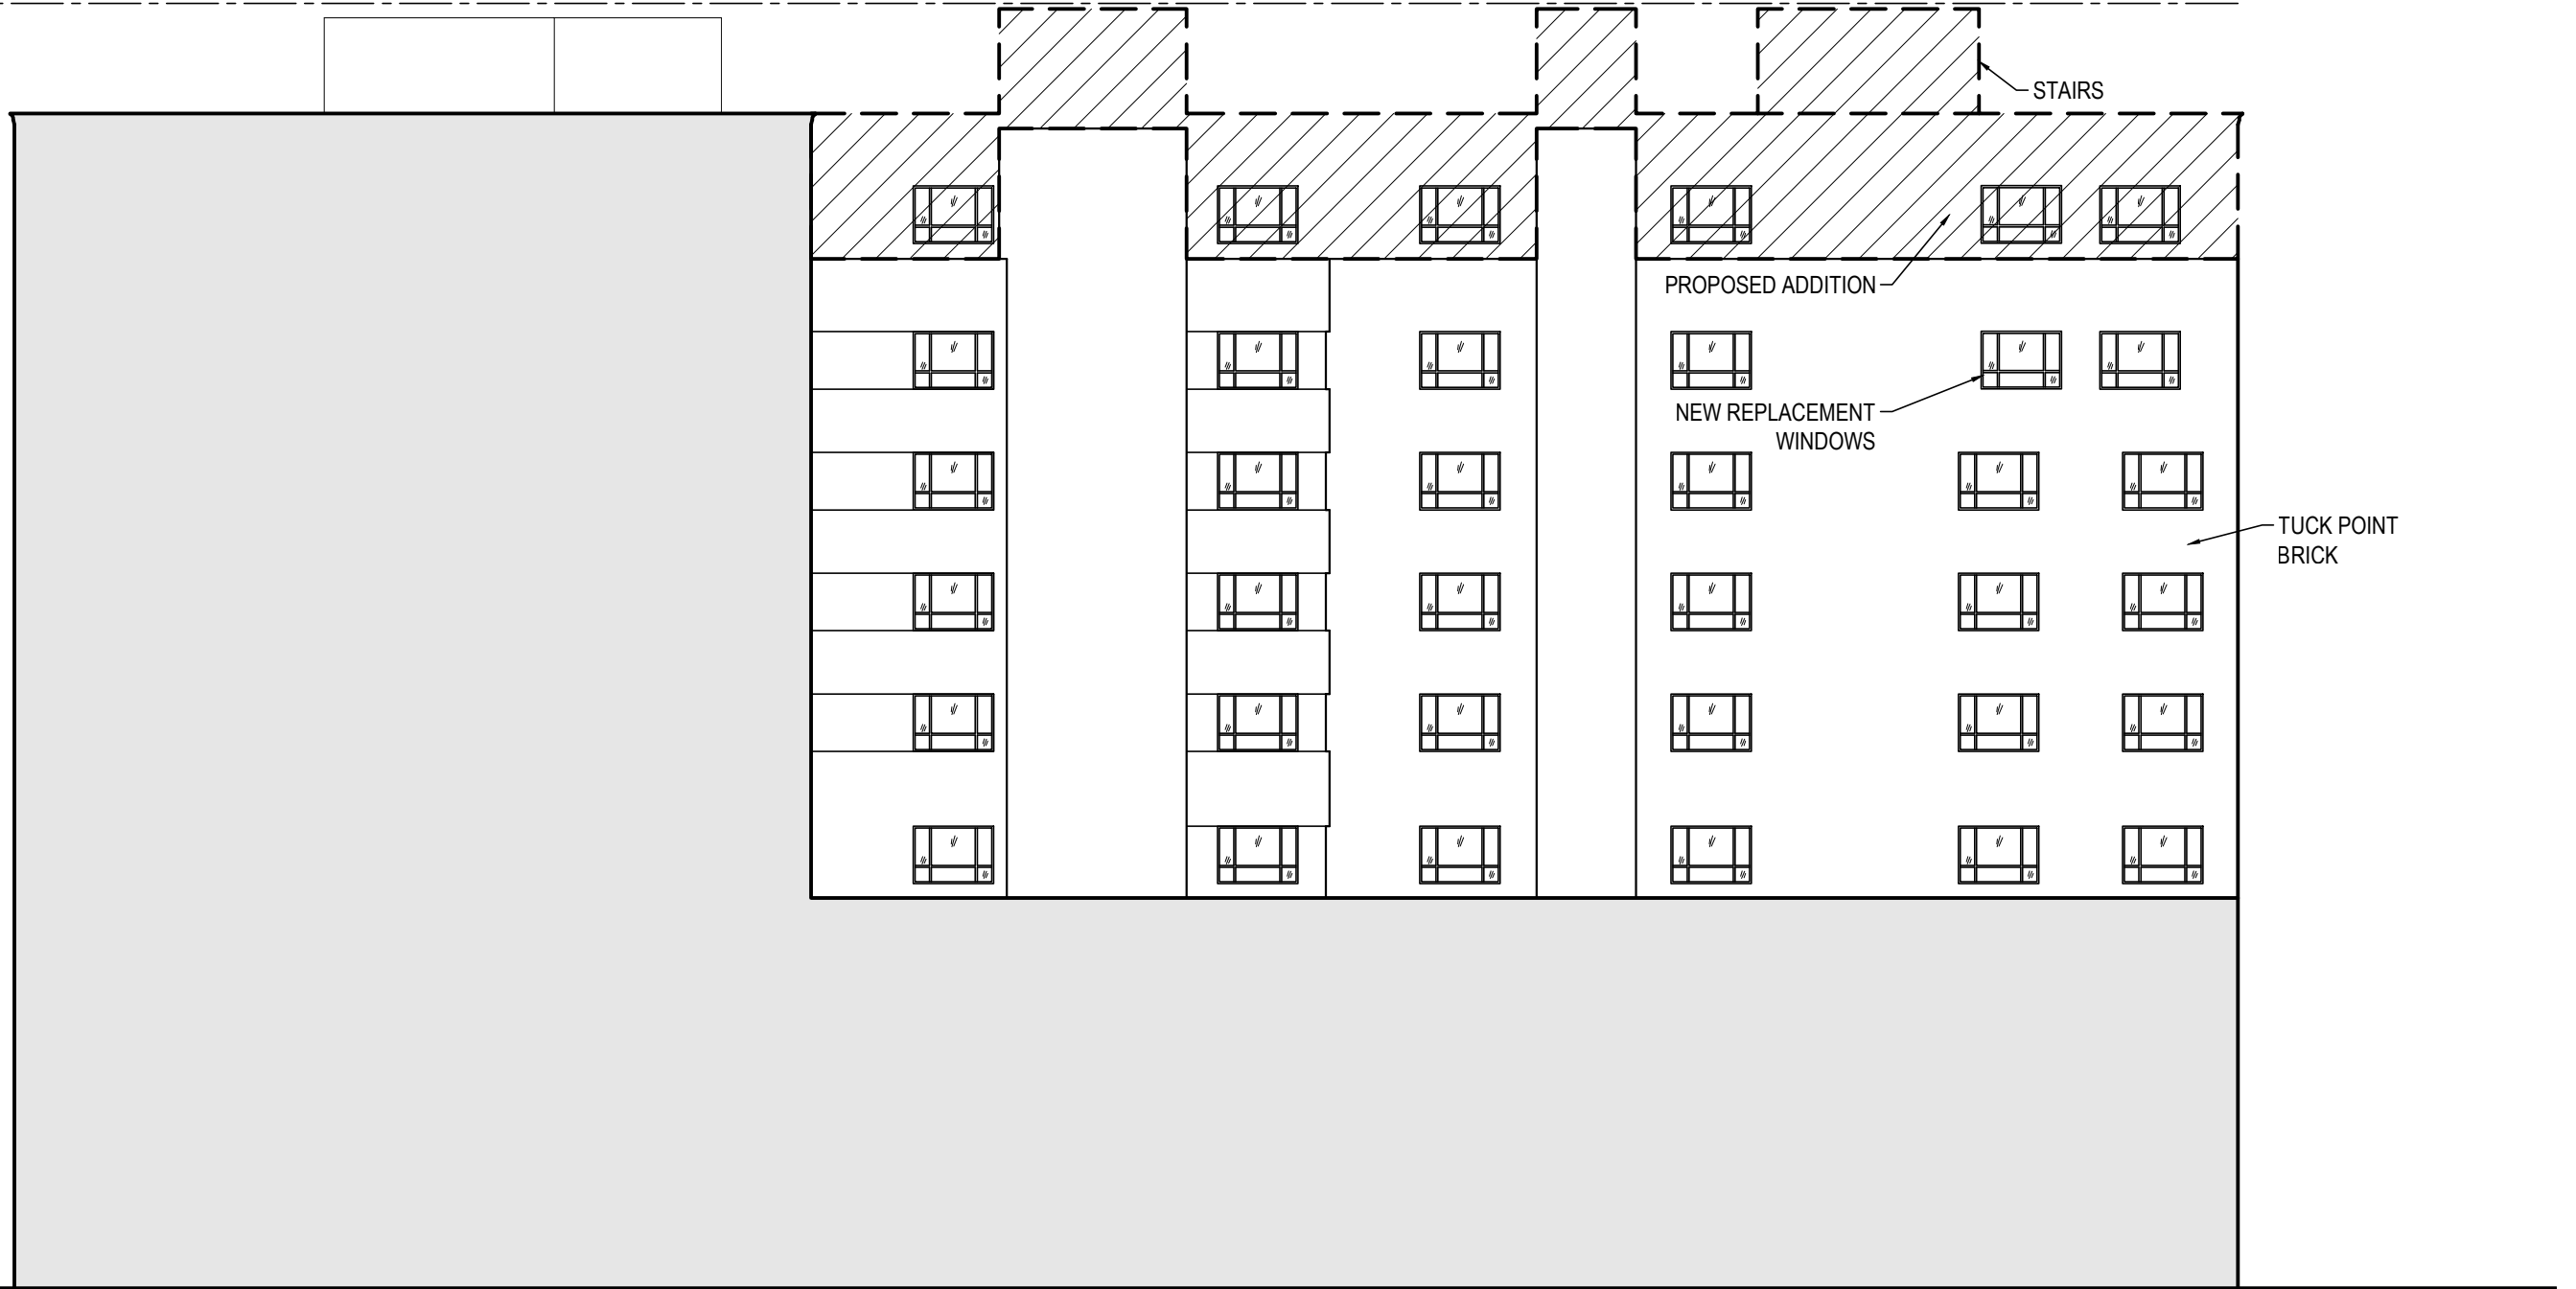 STAIRS
PROPOSED ADDITION
NEW REPLACEMENT
WINDOWS
TUCK POINT
BRICK